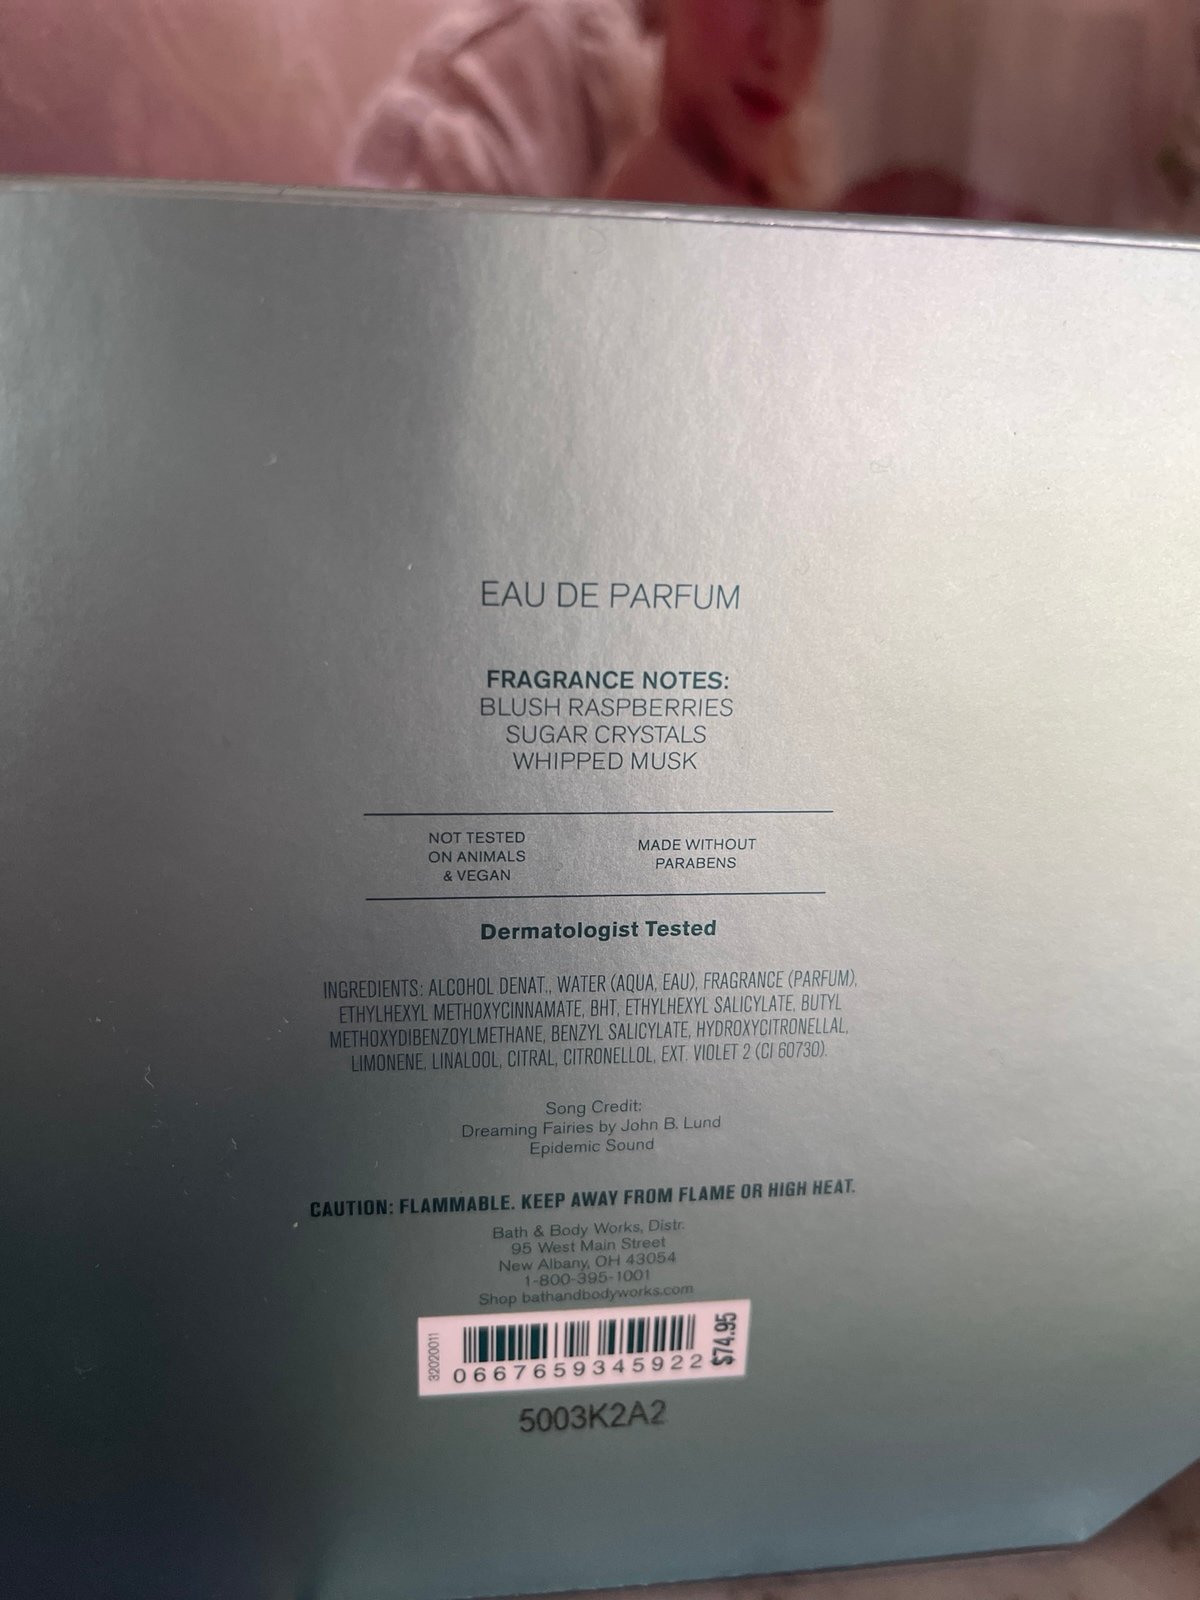 EAU DE PARFUM
FRAGRANCE NOTES:
BLUSH RASPBERRIES
SUGAR CRYSTALS
WHIPPED MUSK
NOT TESTED
ON ANIMALS
& VEGAN
MADE WITHOUT
PARABENS
Dermatologist Tested
INGREDIENTS: ALCOHOL DENAT., WATER (AQUA, EAU), FRAGRANCE (PARFUM),
ETHYLHEXYL METHOXYCINNAMATE, BHT, ETHYLHEXYL SALICYLATE, BUTYL
METHOXYDIBENZOYLMETHANE, BENZYL SALICYLATE, HYDROXYCITRONELLAL,
LIMONENE, LINALOOL, CITRAL, CITRONELLOL, EXT. VIOLET 2 (CI 60730).
Song Credit:
Dreaming Fairies by John B. Lund
Epidemic Sound
CAUTION: FLAMMABLE. KEEP AWAY FROM FLAME OR HIGH HEAT.
Bath & Body Works, Distr.
95 West Main Street
New Albany, OH 43054
1-800-395-1001
Shop bathandbodyworks.com
32020011
0667659345922
$74.95
5003K2A2